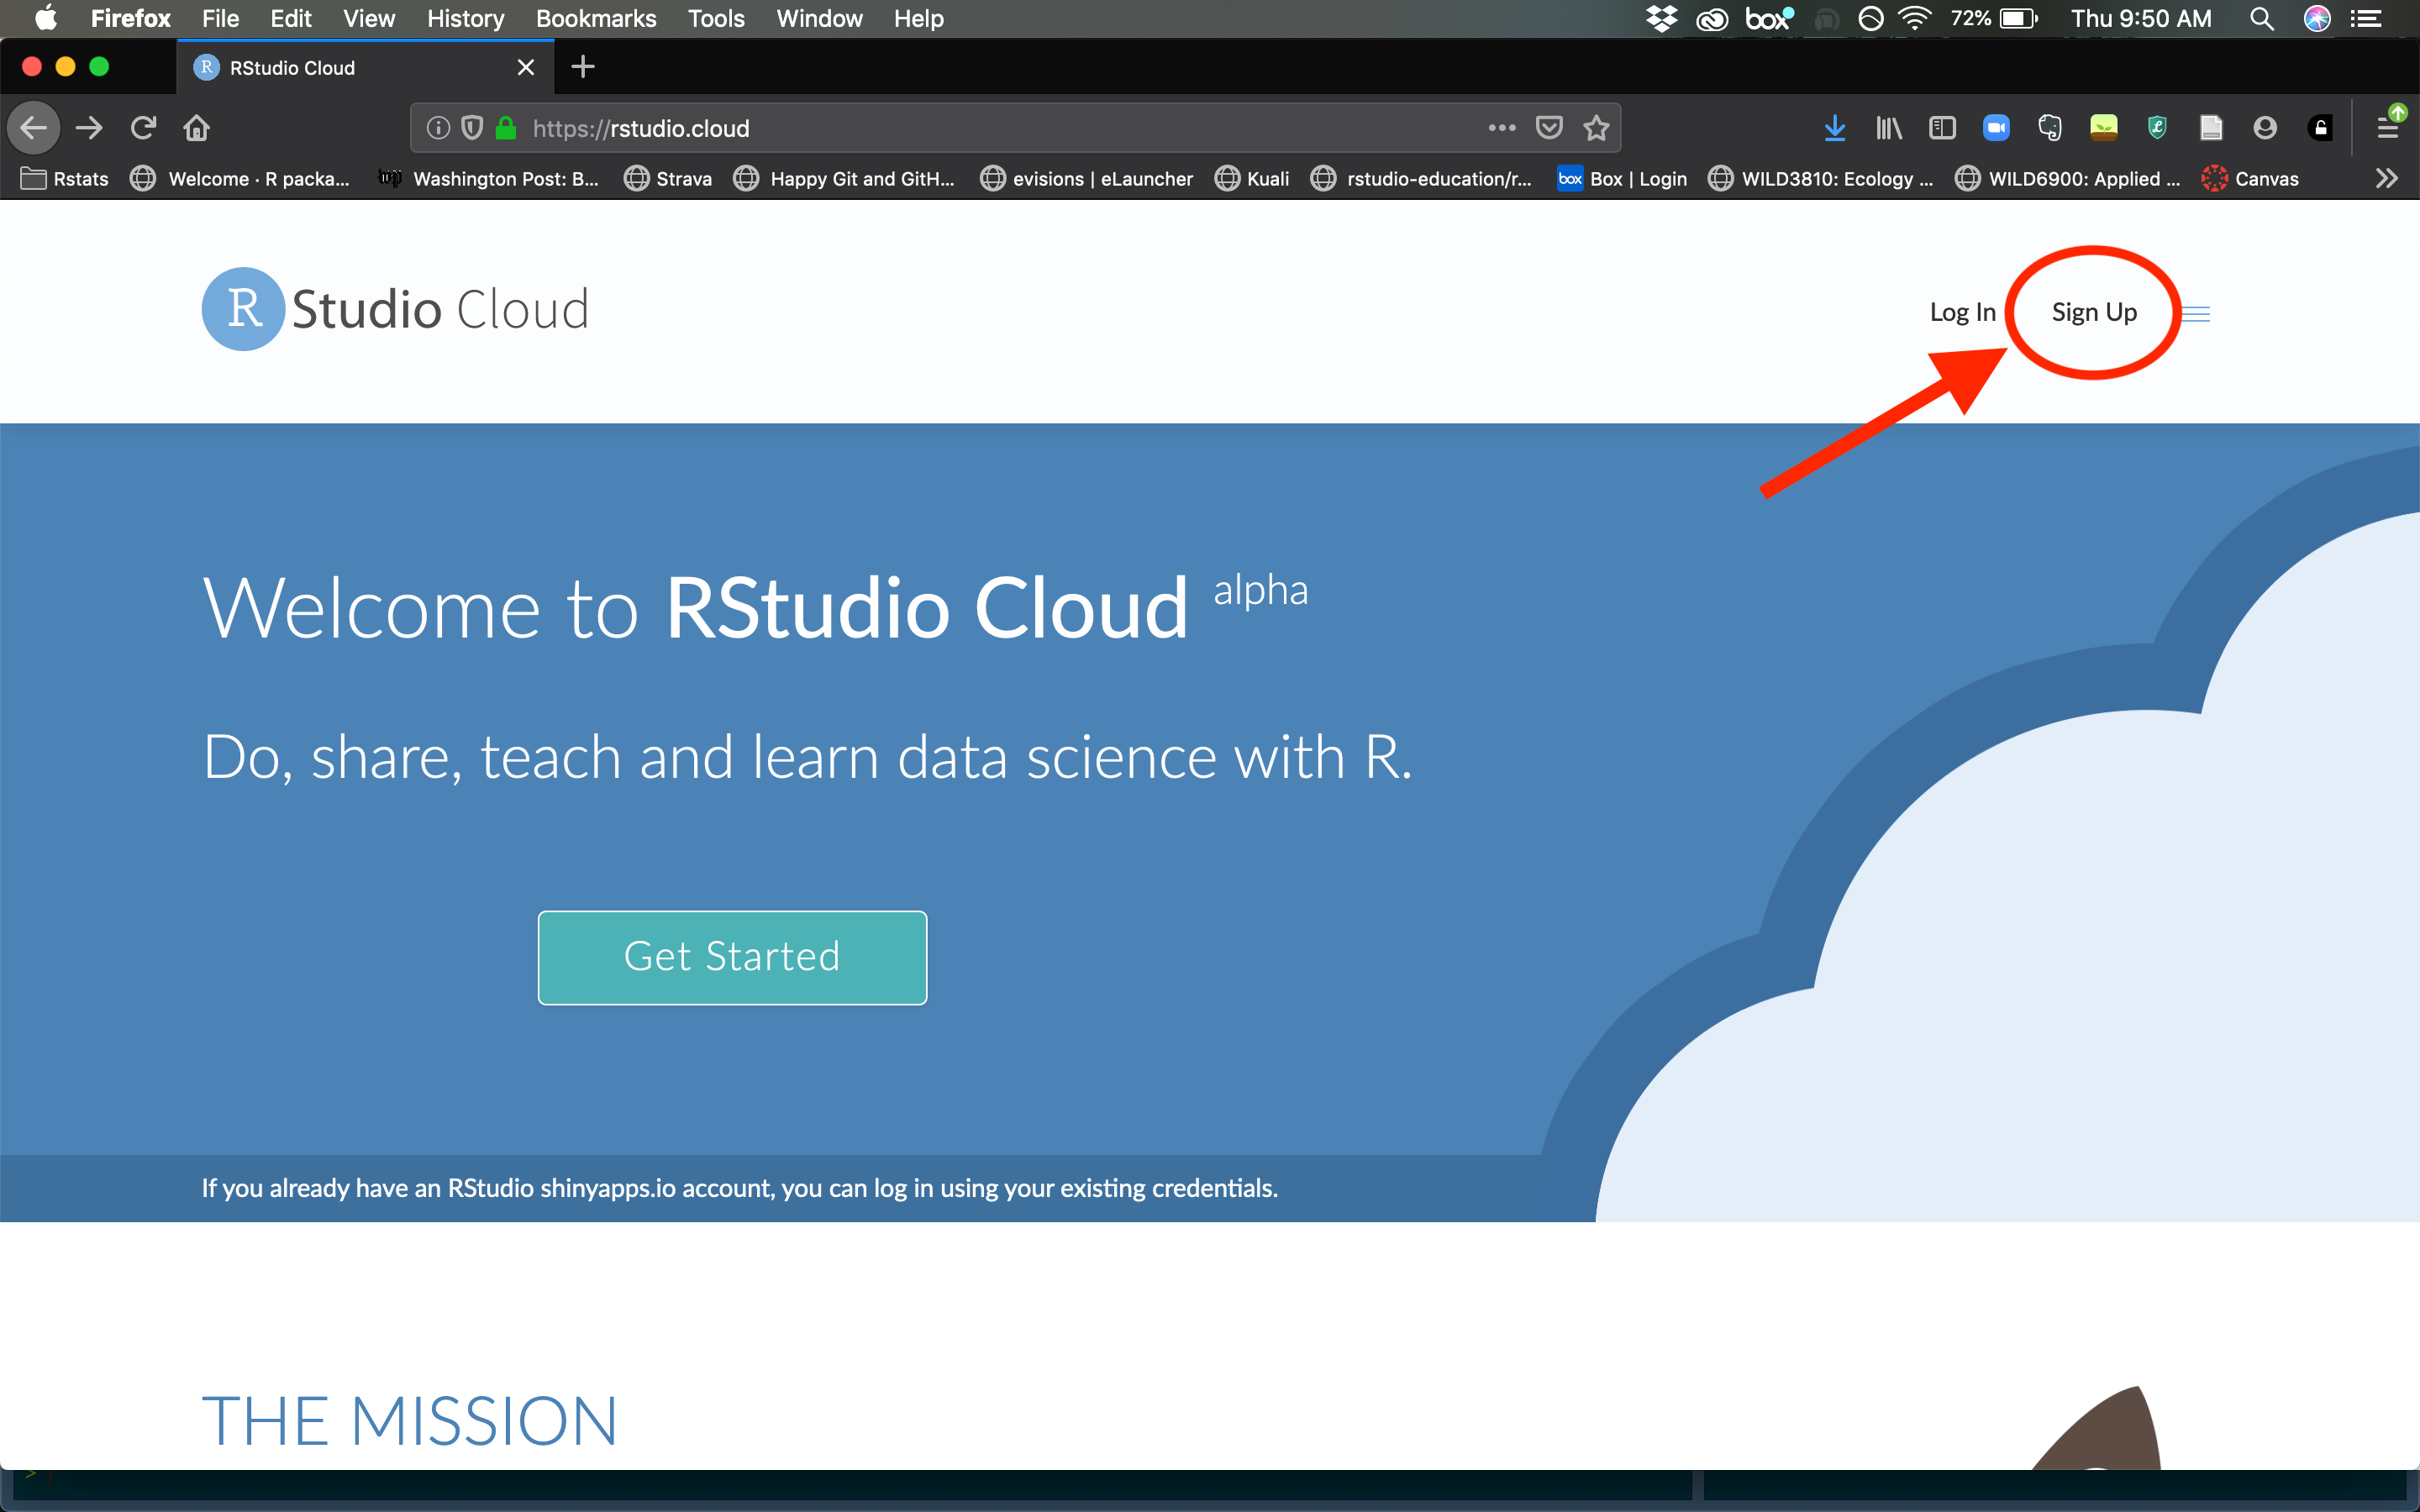 Firefox File Edit View History Bookmarks Tools Window Help box 72% Thu 9:50 AM
R RStudio Cloud
https://rstudio.cloud
Rstats Welcome · R packa... wp Washington Post: B... Strava Happy Git and GitH... evisions | eLauncher Kuali rstudio-education/r... box Box | Login WILD3810: Ecology ... WILD6900: Applied ... Canvas
R Studio Cloud
Log In Sign Up
Welcome to RStudio Cloud alpha
Do, share, teach and learn data science with R.
Get Started
If you already have an RStudio shinyapps.io account, you can log in using your existing credentials.
THE MISSION
>